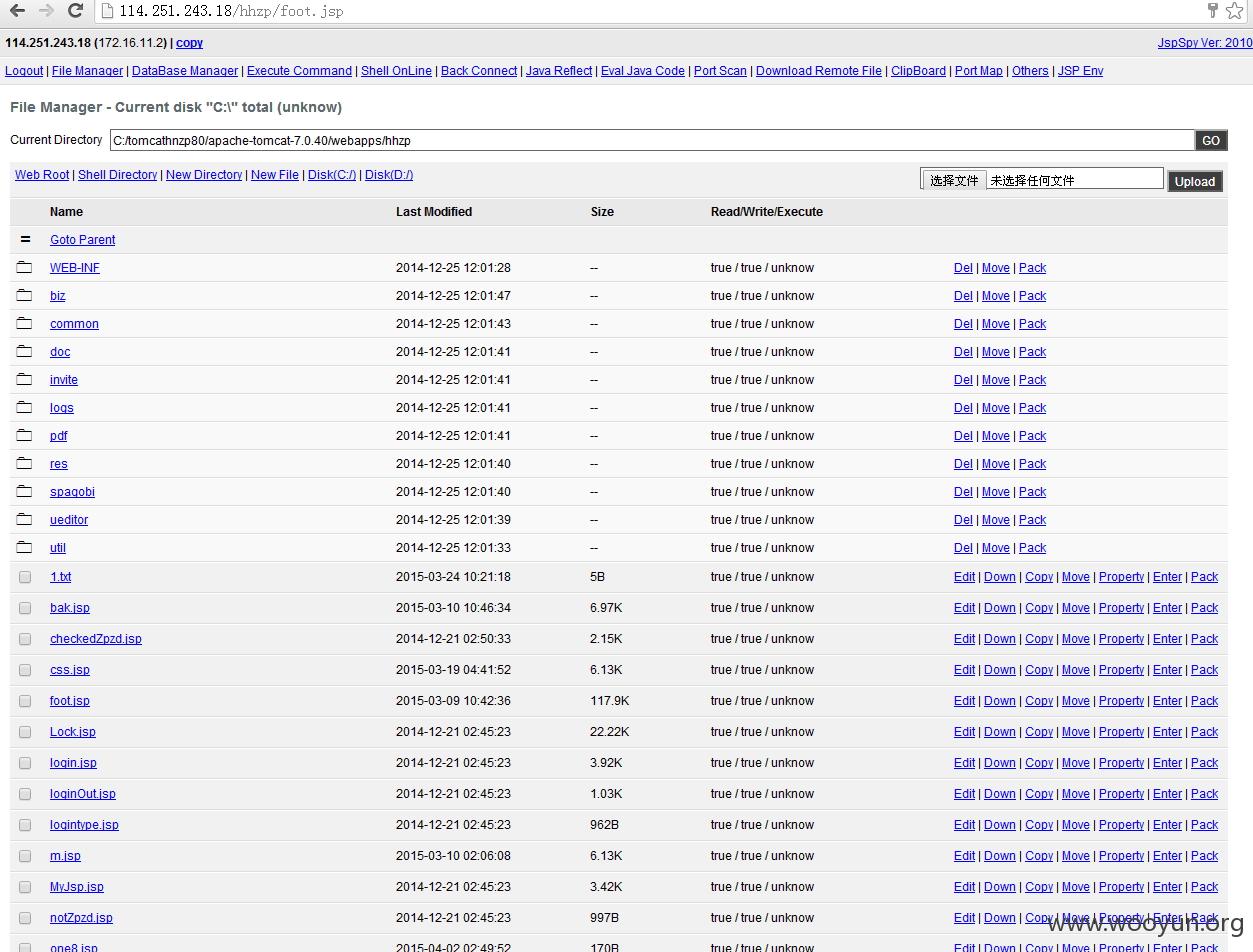 114.251.243.18/hhzp/foot.jsp
114.251.243.18 (172.16.11.2) | copy JspSpy Ver: 2010
Logout | File Manager | DataBase Manager | Execute Command | Shell OnLine | Back Connect | Java Reflect | Eval Java Code | Port Scan | Download Remote File | ClipBoard | Port Map | Others | JSP Env
File Manager - Current disk "C:\" total (unknow)
Current Directory C:/tomcathnzp80/apache-tomcat-7.0.40/webapps/hhzp GO
Web Root | Shell Directory | New Directory | New File | Disk(C:/) | Disk(D:/) 选择文件 未选择任何文件 Upload
Name Last Modified Size Read/Write/Execute
= Goto Parent
WEB-INF 2014-12-25 12:01:28 -- true / true / unknow Del | Move | Pack
biz 2014-12-25 12:01:47 -- true / true / unknow Del | Move | Pack
common 2014-12-25 12:01:43 -- true / true / unknow Del | Move | Pack
doc 2014-12-25 12:01:41 -- true / true / unknow Del | Move | Pack
invite 2014-12-25 12:01:41 -- true / true / unknow Del | Move | Pack
logs 2014-12-25 12:01:41 -- true / true / unknow Del | Move | Pack
pdf 2014-12-25 12:01:41 -- true / true / unknow Del | Move | Pack
res 2014-12-25 12:01:40 -- true / true / unknow Del | Move | Pack
spagobi 2014-12-25 12:01:40 -- true / true / unknow Del | Move | Pack
ueditor 2014-12-25 12:01:39 -- true / true / unknow Del | Move | Pack
util 2014-12-25 12:01:33 -- true / true / unknow Del | Move | Pack
1.txt 2015-03-24 10:21:18 5B true / true / unknow Edit | Down | Copy | Move | Property | Enter | Pack
bak.jsp 2015-03-10 10:46:34 6.97K true / true / unknow Edit | Down | Copy | Move | Property | Enter | Pack
checkedZpzd.jsp 2014-12-21 02:50:33 2.15K true / true / unknow Edit | Down | Copy | Move | Property | Enter | Pack
css.jsp 2015-03-19 04:41:52 6.13K true / true / unknow Edit | Down | Copy | Move | Property | Enter | Pack
foot.jsp 2015-03-09 10:42:36 117.9K true / true / unknow Edit | Down | Copy | Move | Property | Enter | Pack
Lock.jsp 2014-12-21 02:45:23 22.22K true / true / unknow Edit | Down | Copy | Move | Property | Enter | Pack
login.jsp 2014-12-21 02:45:23 3.92K true / true / unknow Edit | Down | Copy | Move | Property | Enter | Pack
loginOut.jsp 2014-12-21 02:45:23 1.03K true / true / unknow Edit | Down | Copy | Move | Property | Enter | Pack
logintype.jsp 2014-12-21 02:45:23 962B true / true / unknow Edit | Down | Copy | Move | Property | Enter | Pack
m.jsp 2015-03-10 02:06:08 6.13K true / true / unknow Edit | Down | Copy | Move | Property | Enter | Pack
MyJsp.jsp 2014-12-21 02:45:23 3.42K true / true / unknow Edit | Down | Copy | Move | Property | Enter | Pack
notZpzd.jsp 2014-12-21 02:45:23 997B true / true / unknow Edit | Down | Copy | Move | Property | Enter | Pack
www.wooyun.org
one8.jsp 2015-04-02 02:49:52 170B true / true / unknow Edit | Down | Copy | Move | Property | Enter | Pack